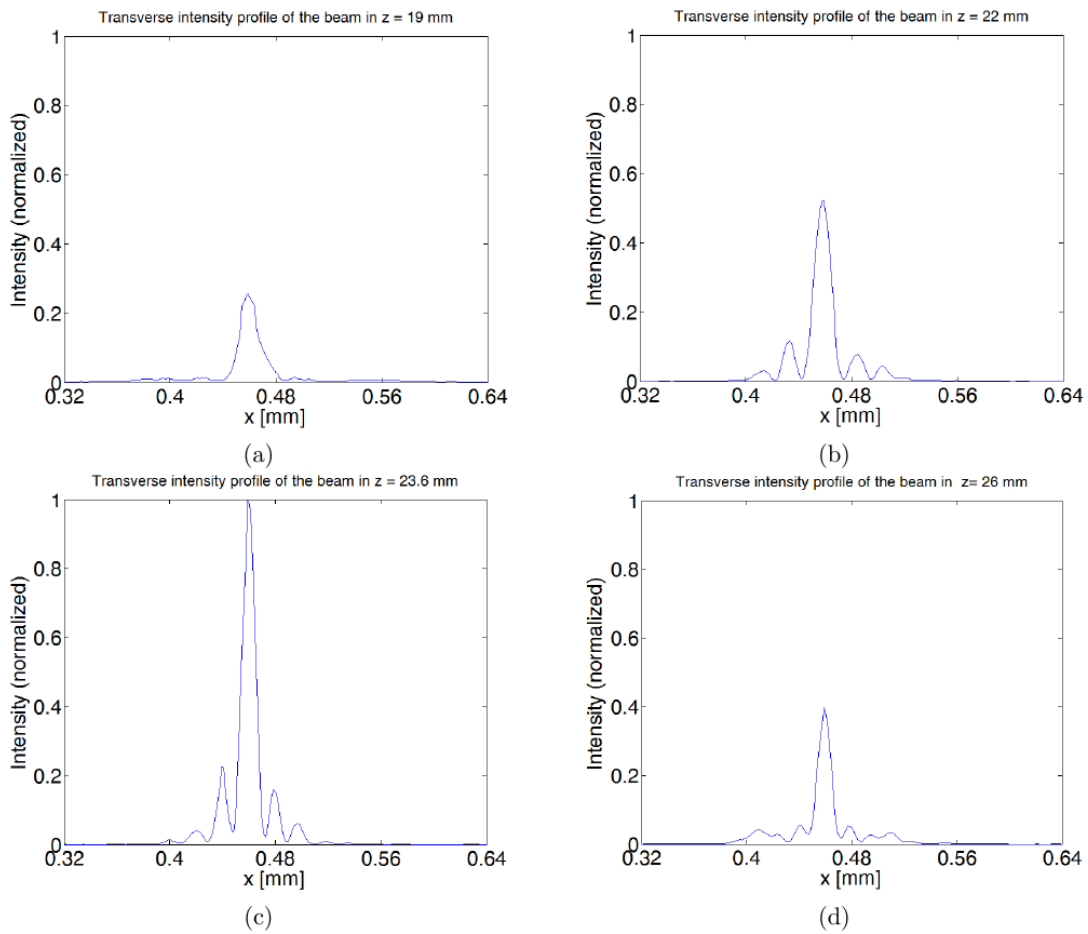 Transverse intensity profile of the beam in z = 19 mm
1
0.8
0.6
0.4
0.2
0
Intensity (normalized)
0.32 0.4 0.48 0.56 0.64
x [mm]
(a)
Transverse intensity profile of the beam in z = 22 mm
1
0.8
0.6
0.4
0.2
0
Intensity (normalized)
0.32 0.4 0.48 0.56 0.64
x [mm]
(b)
Transverse intensity profile of the beam in z = 23.6 mm
1
0.8
0.6
0.4
0.2
0
Intensity (normalized)
0.32 0.4 0.48 0.56 0.64
x [mm]
(c)
Transverse intensity profile of the beam in z= 26 mm
1
0.8
0.6
0.4
0.2
0
Intensity (normalized)
0.32 0.4 0.48 0.56 0.64
x [mm]
(d)